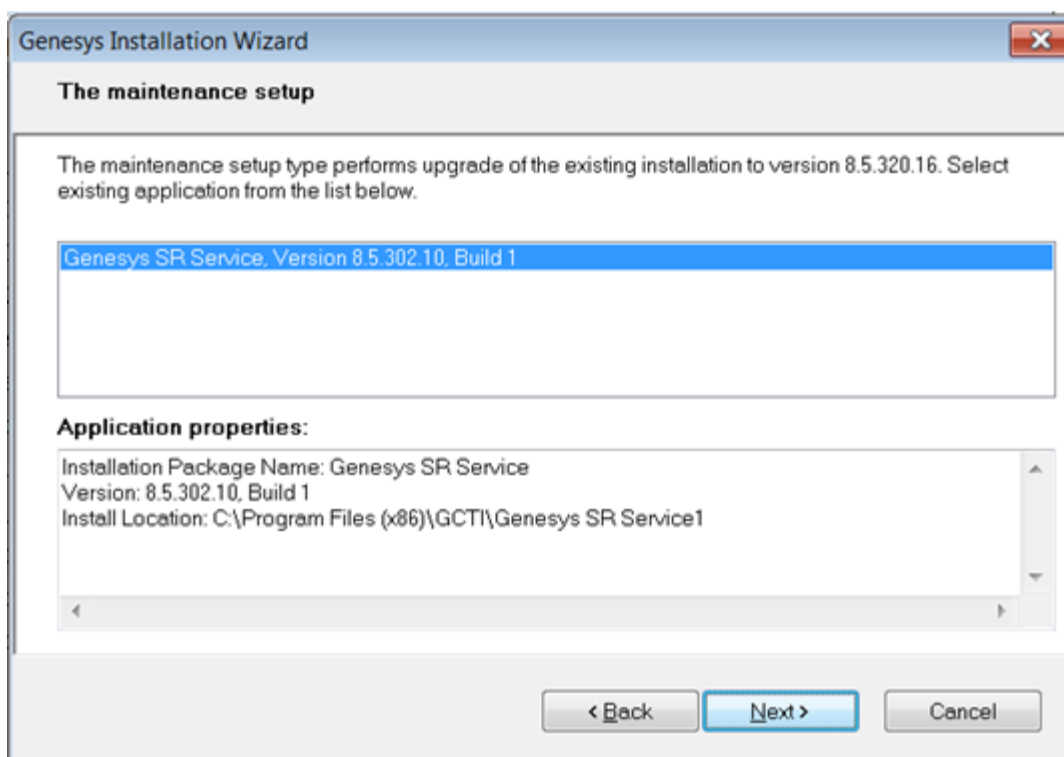 Genesys Installation Wizard
The maintenance setup
The maintenance setup type performs upgrade of the existing installation to version 8.5.320.16. Select
existing application from the list below.
Genesys SR Service, Version 8.5.302.10, Build 1
Application properties:
Installation Package Name: Genesys SR Service
Version: 8.5.302.10, Build 1
Install Location: C:\Program Files (x86)\GCTI\Genesys SR Service1
< Back Next > Cancel